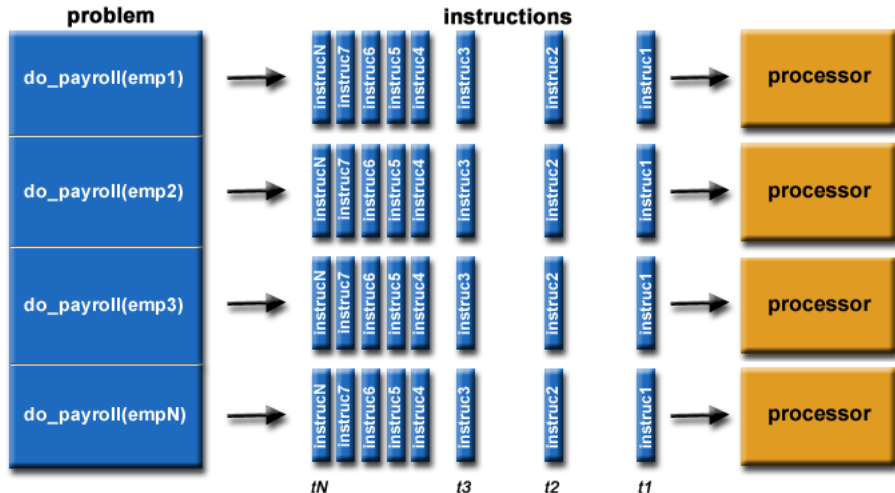 problem
instructions
do_payroll(emp1)
instrucN
instruc7
instruc6
instruc5
instruc4
instruc3
instruc2
instruc1
processor
do_payroll(emp2)
instrucN
instruc7
instruc6
instruc5
instruc4
instruc3
instruc2
instruc1
processor
do_payroll(emp3)
instrucN
instruc7
instruc6
instruc5
instruc4
instruc3
instruc2
instruc1
processor
do_payroll(empN)
instrucN
instruc7
instruc6
instruc5
instruc4
instruc3
instruc2
instruc1
processor
tN
t3
t2
t1